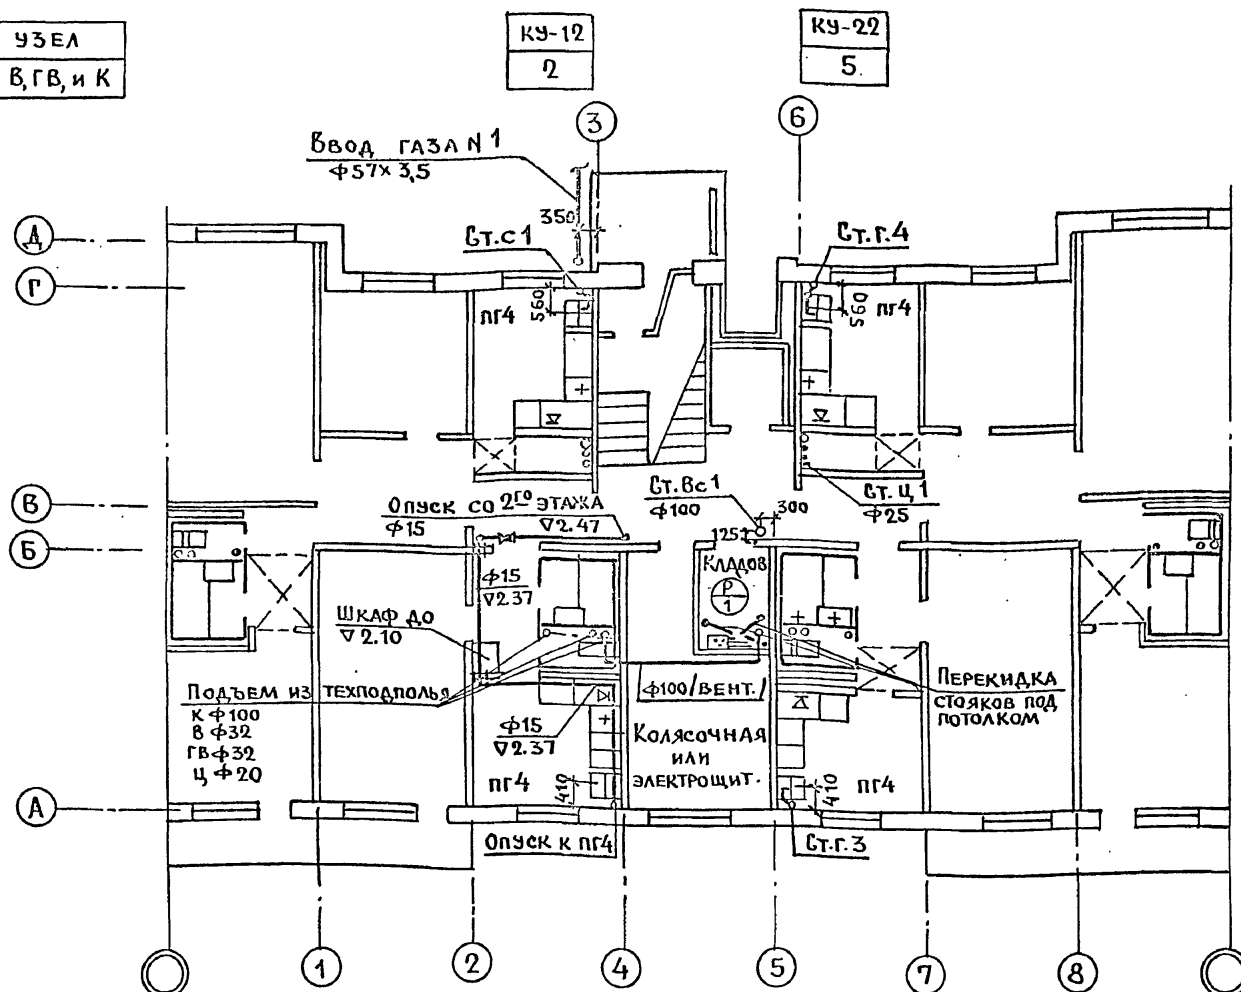 УЗЕЛ
В, ГВ, и К
КУ-12
2
КУ-22
5
3
6
Ввод ГАЗА N 1
ф57×3,5
350
Ст.с1
Ст.г.4
Д
Г
ПГ4
560
560
ПГ4
Опуск со 2го этажа
ф15 ▽2.47
Ст.Вс1
ф100
300
125
Ст.Ц1
ф25
В
Б
ф15
▽2.37
Кладов
Р
1
Шкаф до
▽ 2.10
Подъем из техподполья
К ф100
В ф32
ГВ ф32
Ц ф20
ф100/вент./
Перекидка
стояков под
потолком
ф15
▽2.37
Колясочная
или
электрощит.
ПГ4
410
410
ПГ4
А
Опуск к ПГ4
Ст.г.3
1
2
4
5
7
8